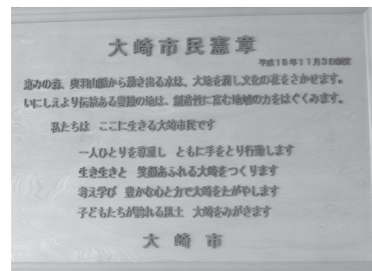 大崎市民憲章
平成18年11月3日制定
恵みの森、奥羽山脈から湧き出る水は、大地を潤し文化の花をさかせます。
いにしえより伝統ある豊饒の地は、創造性に富む地域の力をはぐくみます。
私たちは ここに生きる大崎市民です
一人ひとりを尊重し ともに手をとり行動します
生き生きと 笑顔あふれる大崎をつくります
考え学び 豊かな心と力で大崎をたがやします
子どもたちが誇れる風土 大崎をみがきます
大崎市